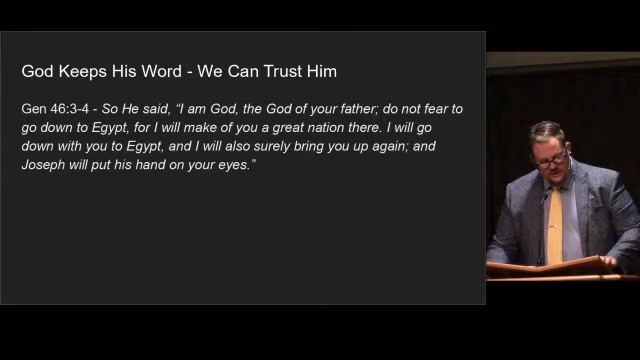 God Keeps His Word - We Can Trust Him
Gen 46:3-4 - So He said, “I am God, the God of your father; do not fear to
go down to Egypt, for I will make of you a great nation there. I will go
down with you to Egypt, and I will also surely bring you up again; and
Joseph will put his hand on your eyes.”